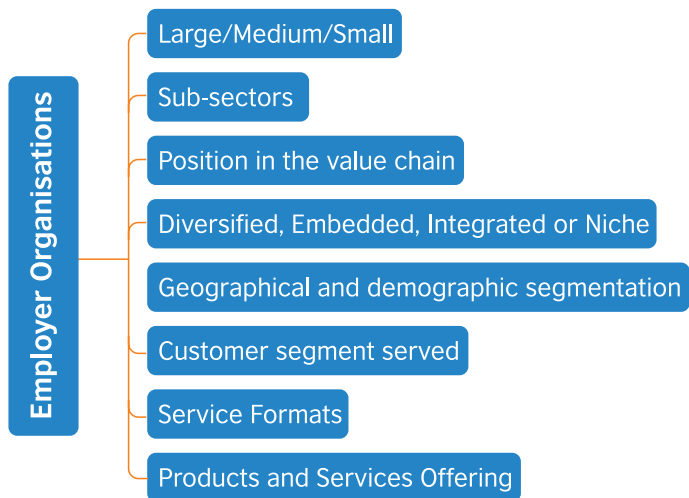 Employer Organisations
Large/Medium/Small
Sub-sectors
Position in the value chain
Diversified, Embedded, Integrated or Niche
Geographical and demographic segmentation
Customer segment served
Service Formats
Products and Services Offering